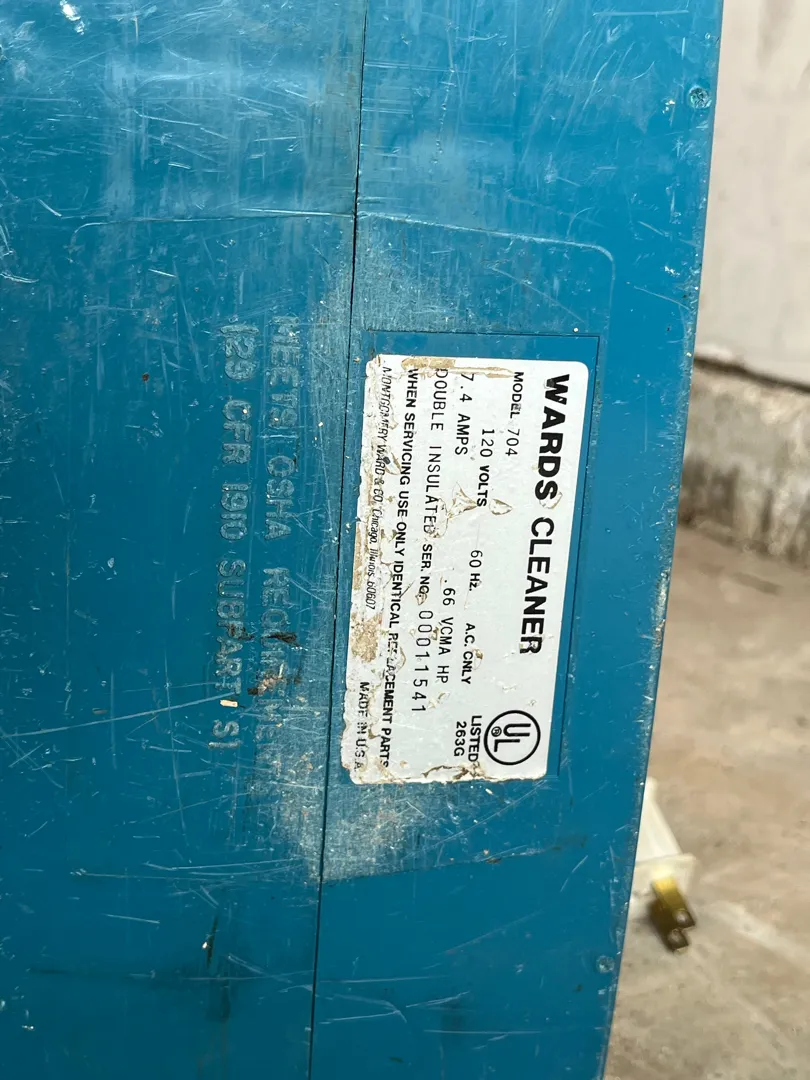 WARDS CLEANER
MODEL 704
120 VOLTS 60 HZ. A.C. ONLY
7.4 AMPS .66 VCMA HP
DOUBLE INSULATED SER. NO. 00011541
WHEN SERVICING USE ONLY IDENTICAL REPLACEMENT PARTS
MONTGOMERY WARD & CO. Chicago, Illinois 60607 MADE IN U.S.A.
UL
®
LISTED
263G
MEETS OSHA
(29 CFR 1910 SUBPART S)